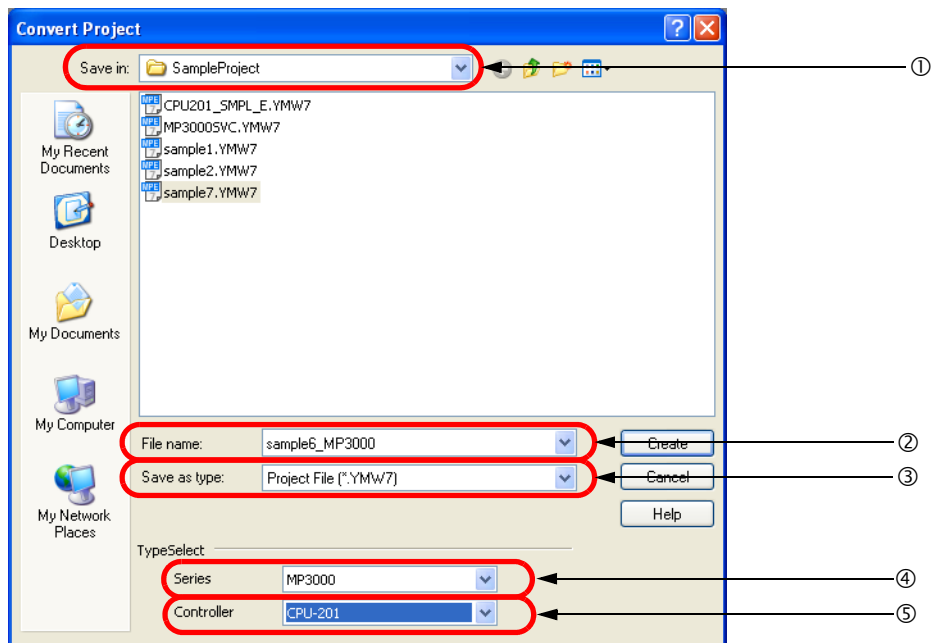 Convert Project
Save in: SampleProject
①
CPU201_SMPL_E.YMW7
MP3000SVC.YMW7
sample1.YMW7
sample2.YMW7
sample7.YMW7
My Recent
Documents
Desktop
My Documents
My Computer
My Network
Places
File name: sample6_MP3000 Create
②
Save as type: Project File (*.YMW7) Cancel
③
Help
TypeSelect
Series MP3000
④
Controller CPU-201
⑤